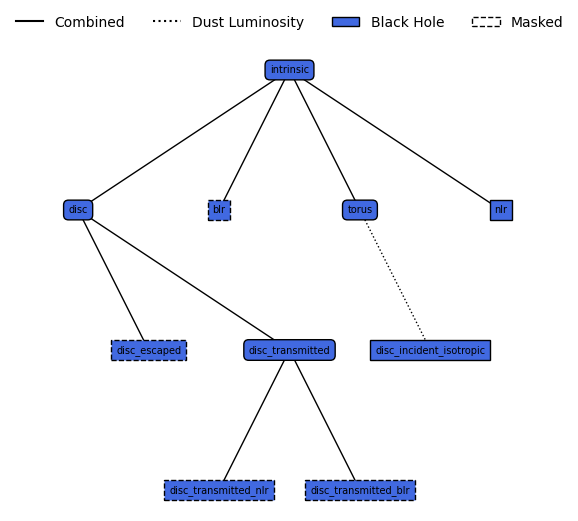 Combined Dust Luminosity Black Hole Masked
intrinsic
disc blr torus nlr
disc_escaped disc_transmitted disc_incident_isotropic
disc_transmitted_nlr disc_transmitted_blr